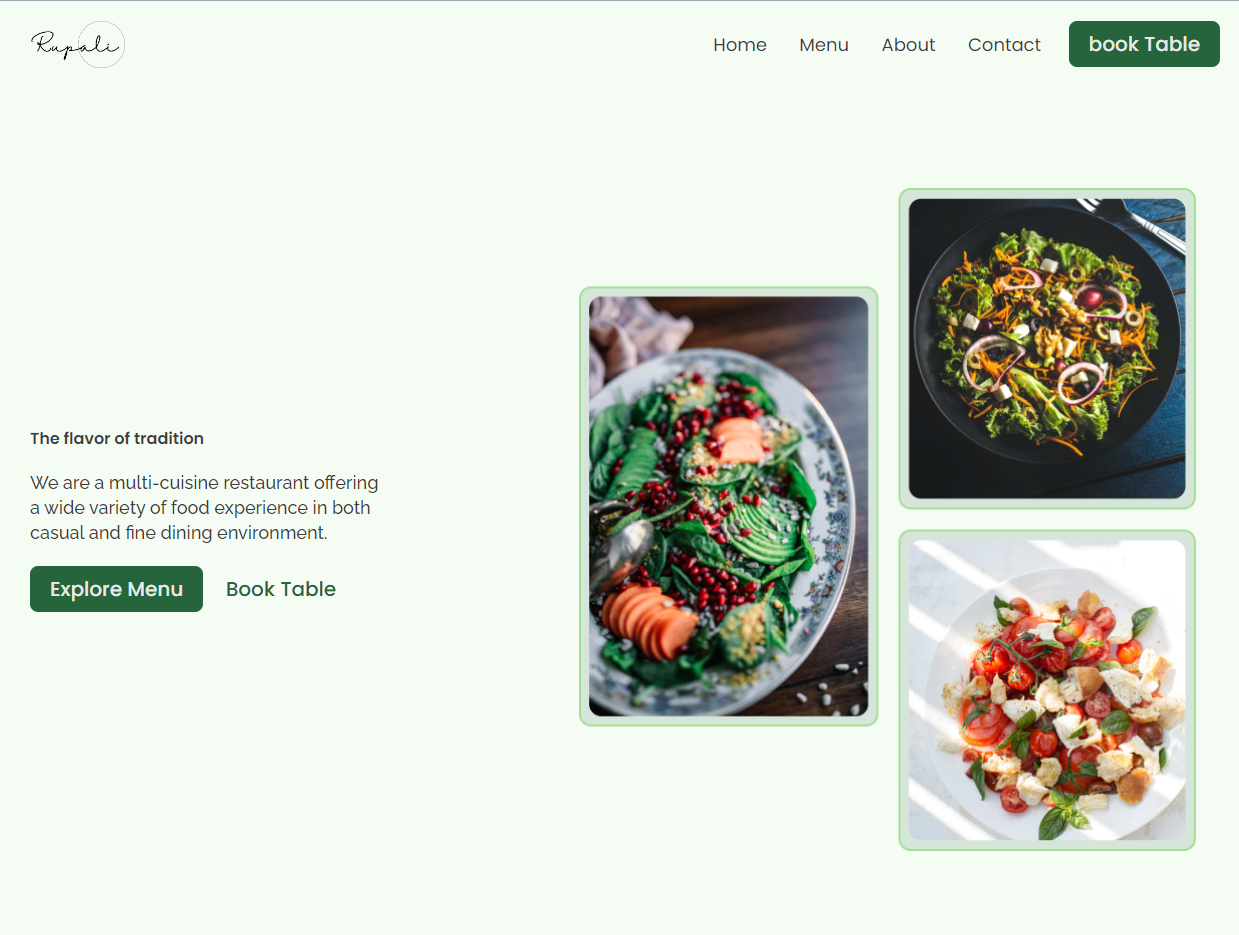 Rupali
Home Menu About Contact book Table
The flavor of tradition
We are a multi-cuisine restaurant offering
a wide variety of food experience in both
casual and fine dining environment.
Explore Menu Book Table